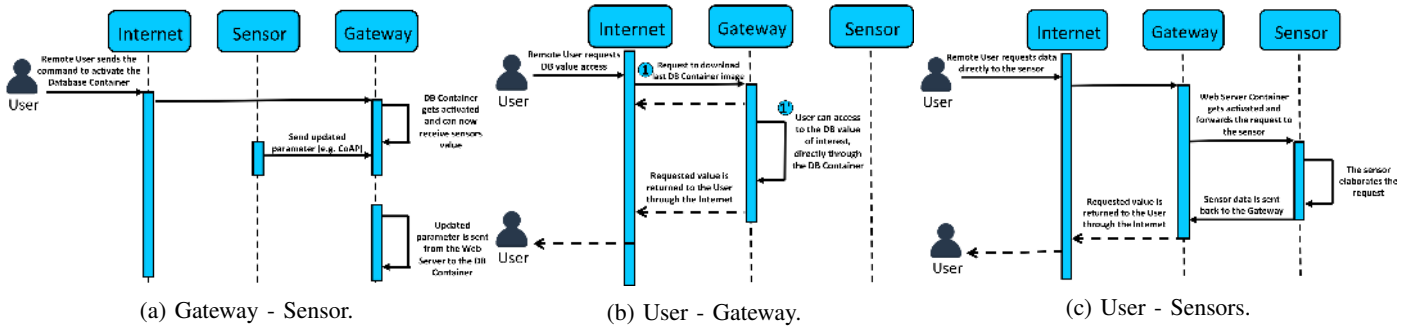 Internet
Sensor
Gateway
Remote User sends the
command to activate the
Database Container
User
DB Container
gets activated
and can now
receive sensors
value
Send updated
parameter (e.g. CoAP)
Updated
parameter is sent
from the Web
Server to the DB
Container
(a) Gateway - Sensor.
Internet
Gateway
Sensor
Remote User requests
DB value access
User
1
Request to download
last DB Container image
1'
User can access
to the DB value
of interest,
directly through
the DB Container
Requested value is
returned to the User
through the Internet
User
(b) User - Gateway.
Internet
Gateway
Sensor
Remote User requests data
directly to the sensor
User
Web Server Container
gets activated and
forwards the request to
the sensor
The sensor
elaborates the
request
Sensor data is sent
back to the Gateway
Requested value is
returned to the User
through the Internet
User
(c) User - Sensors.